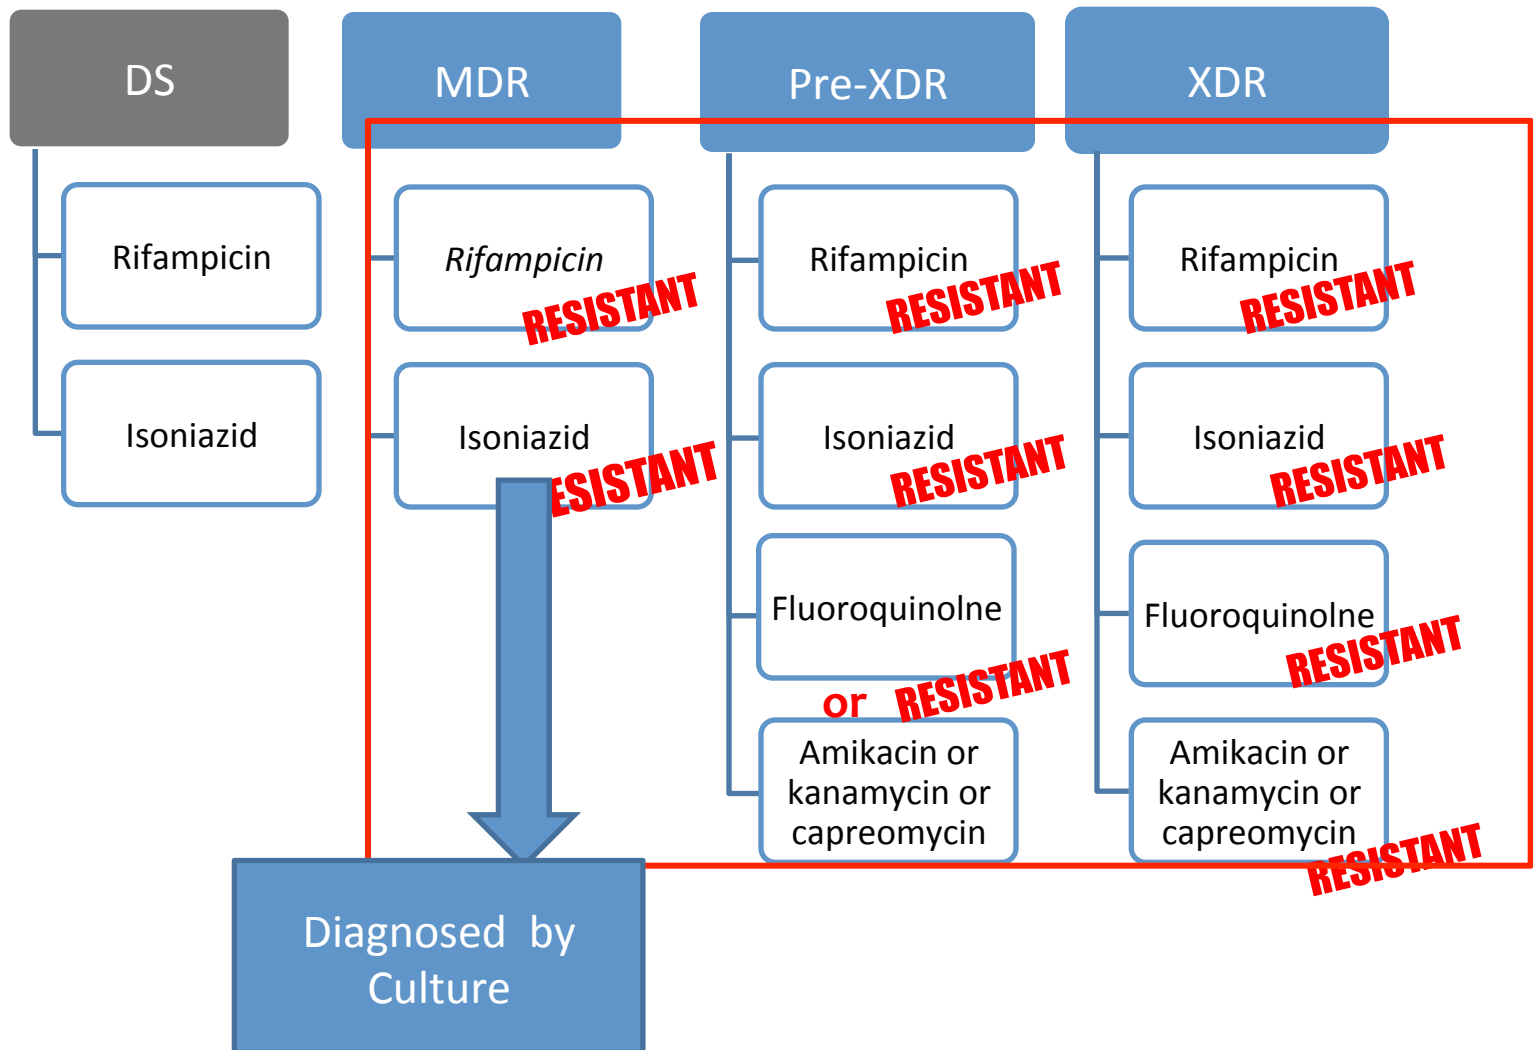 DS
Rifampicin
Isoniazid
MDR
Rifampicin
RESISTANT
Isoniazid
ESISTANT
Diagnosed by
Culture
Pre-XDR
Rifampicin
RESISTANT
Isoniazid
RESISTANT
Fluoroquinolne
or RESISTANT
Amikacin or
kanamycin or
capreomycin
XDR
Rifampicin
RESISTANT
Isoniazid
RESISTANT
Fluoroquinolne
RESISTANT
Amikacin or
kanamycin or
capreomycin
RESISTANT